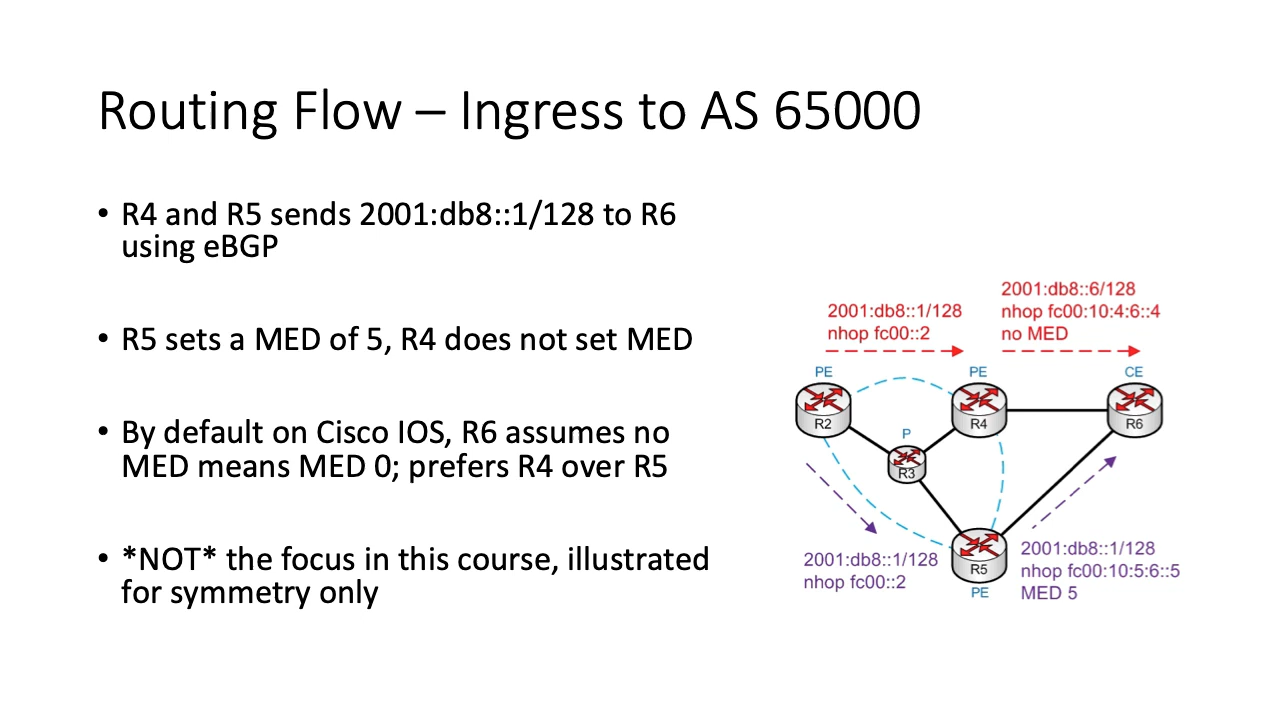 Routing Flow – Ingress to AS 65000
• R4 and R5 sends 2001:db8::1/128 to R6
using eBGP
• R5 sets a MED of 5, R4 does not set MED
• By default on Cisco IOS, R6 assumes no
MED means MED 0; prefers R4 over R5
• *NOT* the focus in this course, illustrated
for symmetry only
2001:db8::1/128
nhop fc00::2
2001:db8::6/128
nhop fc00:10:4:6::4
no MED
PE
R2
PE
R4
CE
R6
P
R3
2001:db8::1/128
nhop fc00::2
R5
PE
2001:db8::1/128
nhop fc00:10:5:6::5
MED 5